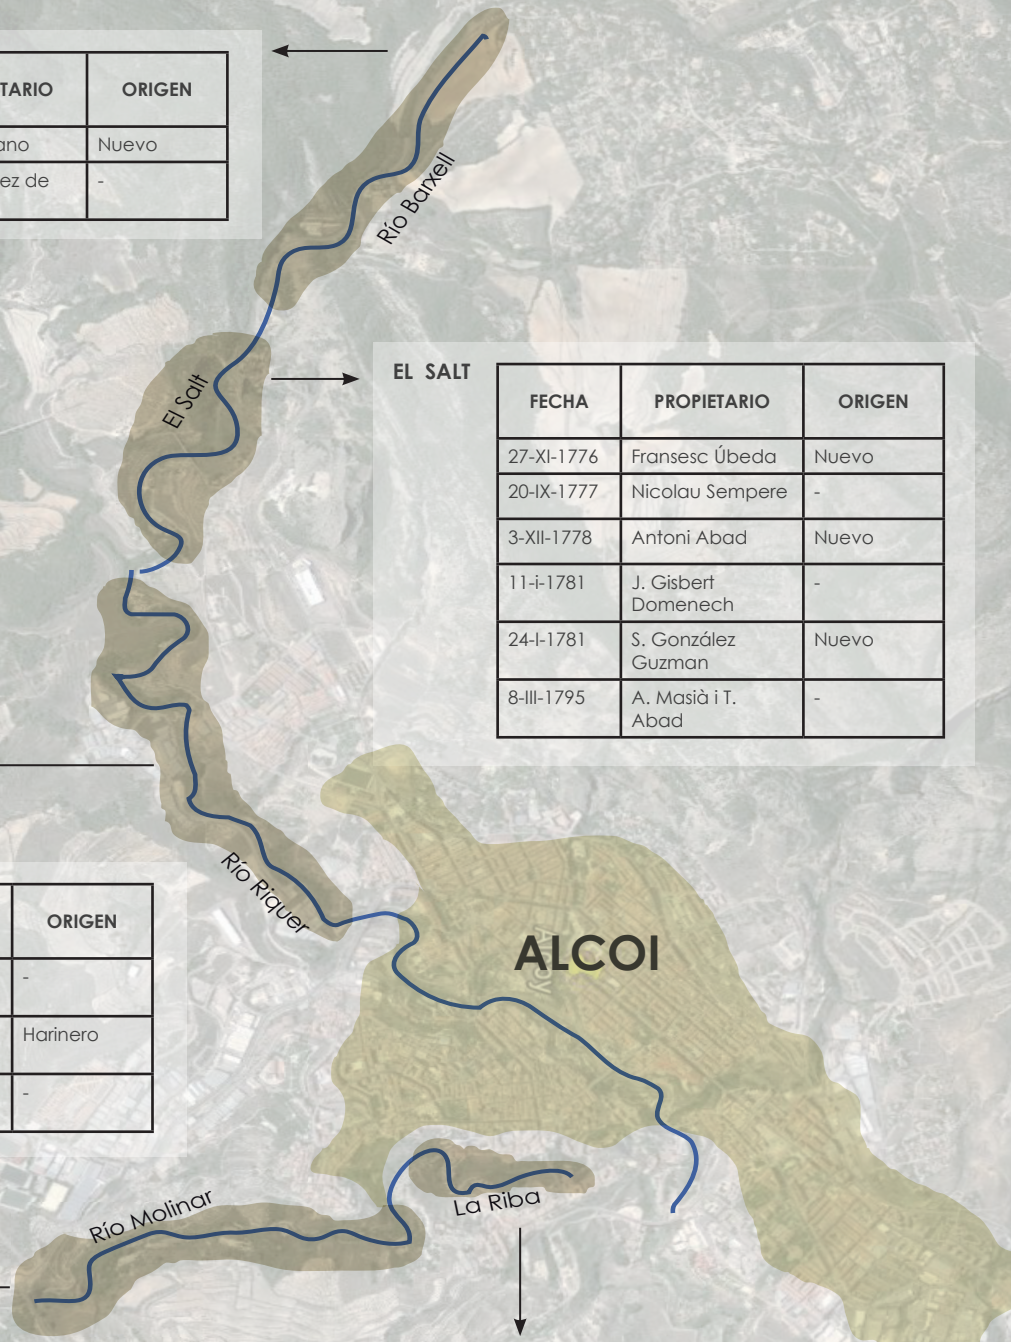 TARIO ORIGEN
ano Nuevo
ez de -
Río Barxell
El Salt
EL SALT
FECHA PROPIETARIO ORIGEN
27-XI-1776 Fransesc Úbeda Nuevo
20-IX-1777 Nicolau Sempere -
3-XII-1778 Antoni Abad Nuevo
11-i-1781 J. Gisbert -
Domenech
24-I-1781 S. González Nuevo
Guzman
8-III-1795 A. Masià i T. -
Abad
Río Riquer
ORIGEN
-
Harinero
-
ALCOI
Alcoy
Río Molinar
La Riba